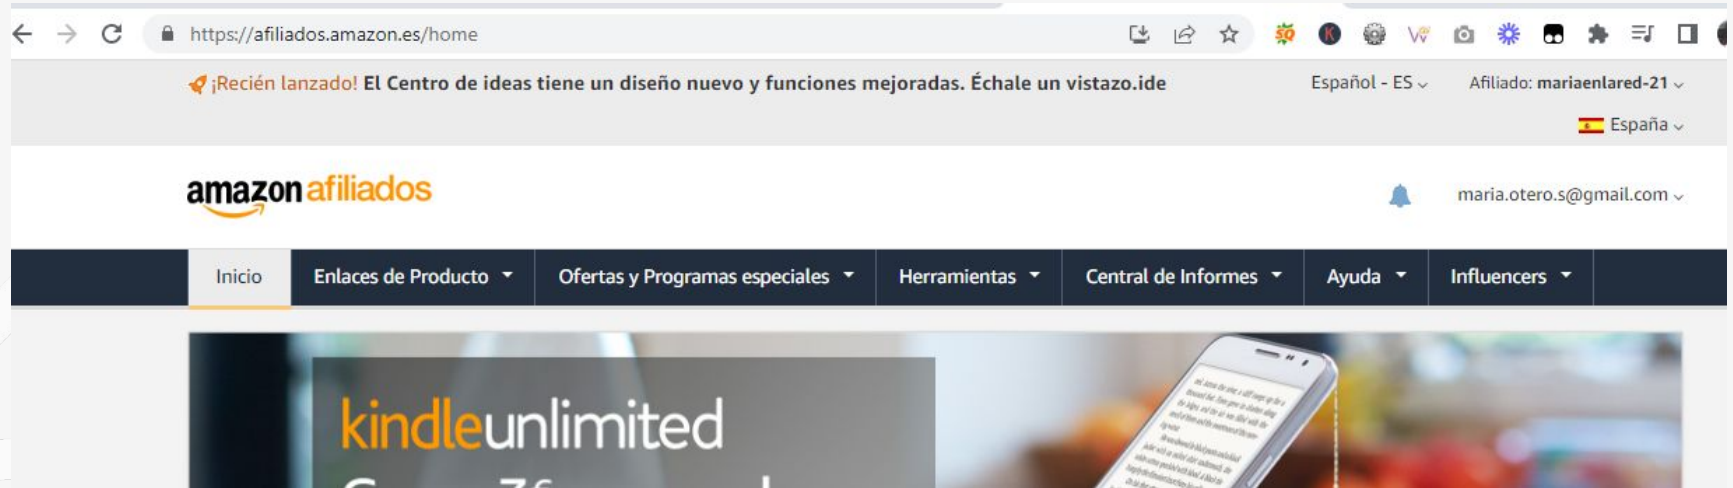 https://afiliados.amazon.es/home
¡Recién lanzado! El Centro de ideas tiene un diseño nuevo y funciones mejoradas. Échale un vistazo.ide
Español - ES
Afiliado: mariaenlared-21
España
amazon afiliados
maria.otero.s@gmail.com
Inicio
Enlaces de Producto
Ofertas y Programas especiales
Herramientas
Central de Informes
Ayuda
Influencers
kindleunlimited